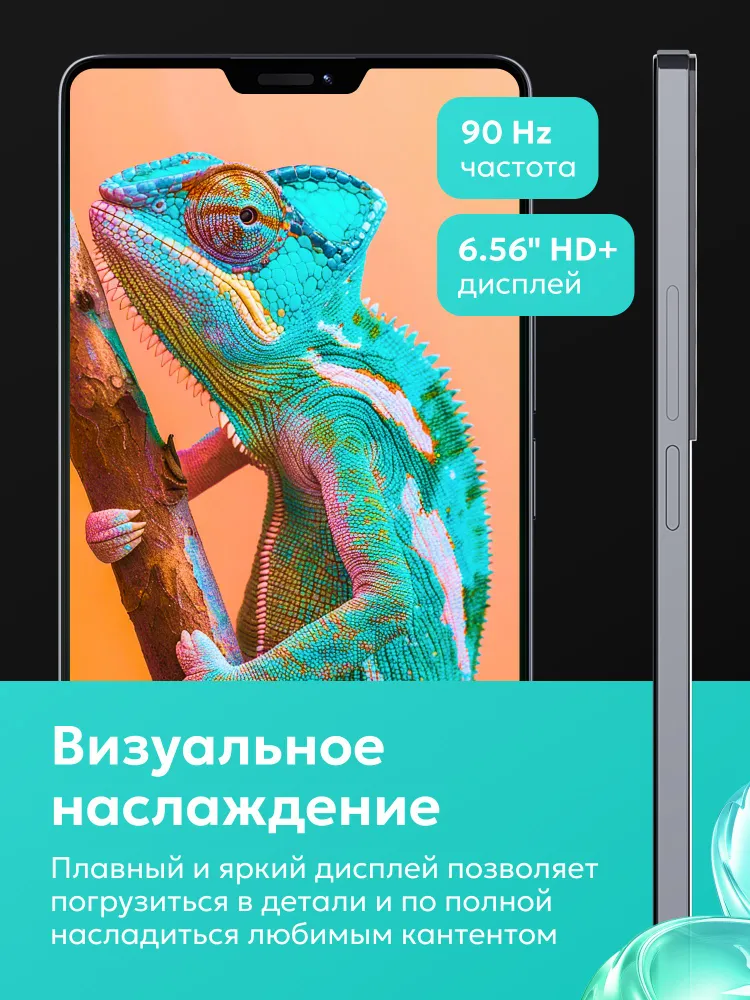 90 Hz
частота
6.56" HD+
дисплей
Визуальное
наслаждение
Плавный и яркий дисплей позволяет
погрузиться в детали и по полной
насладиться любимым кантентом